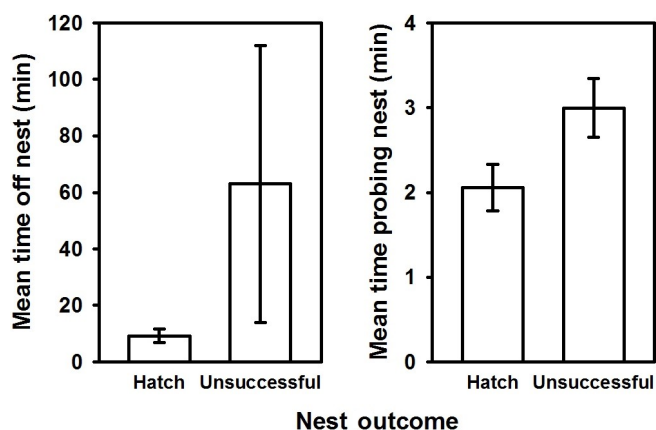 Mean time off nest (min)
120
100
80
60
40
20
0
Hatch Unsuccessful
Mean time probing nest (min)
4
3
2
1
0
Hatch Unsuccessful
Nest outcome